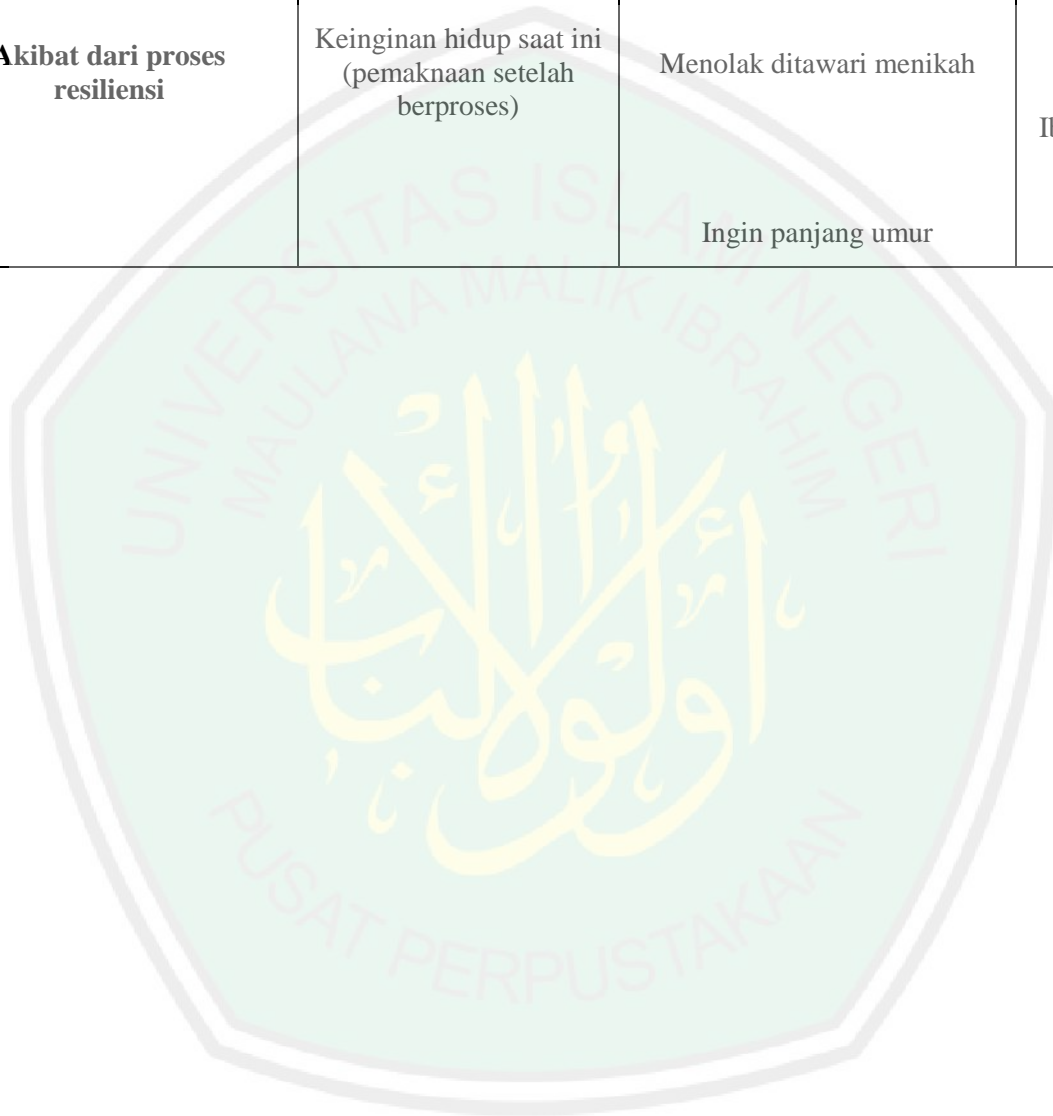 Akibat dari proses
resiliensi
Keinginan hidup saat ini
(pemaknaan setelah
berproses)
Menolak ditawari menikah
Ingin panjang umur
UNIVERSITAS ISLAM NEGERI
MAULANA MALIK IBRAHIM
PUSAT PERPUSTAKAAN